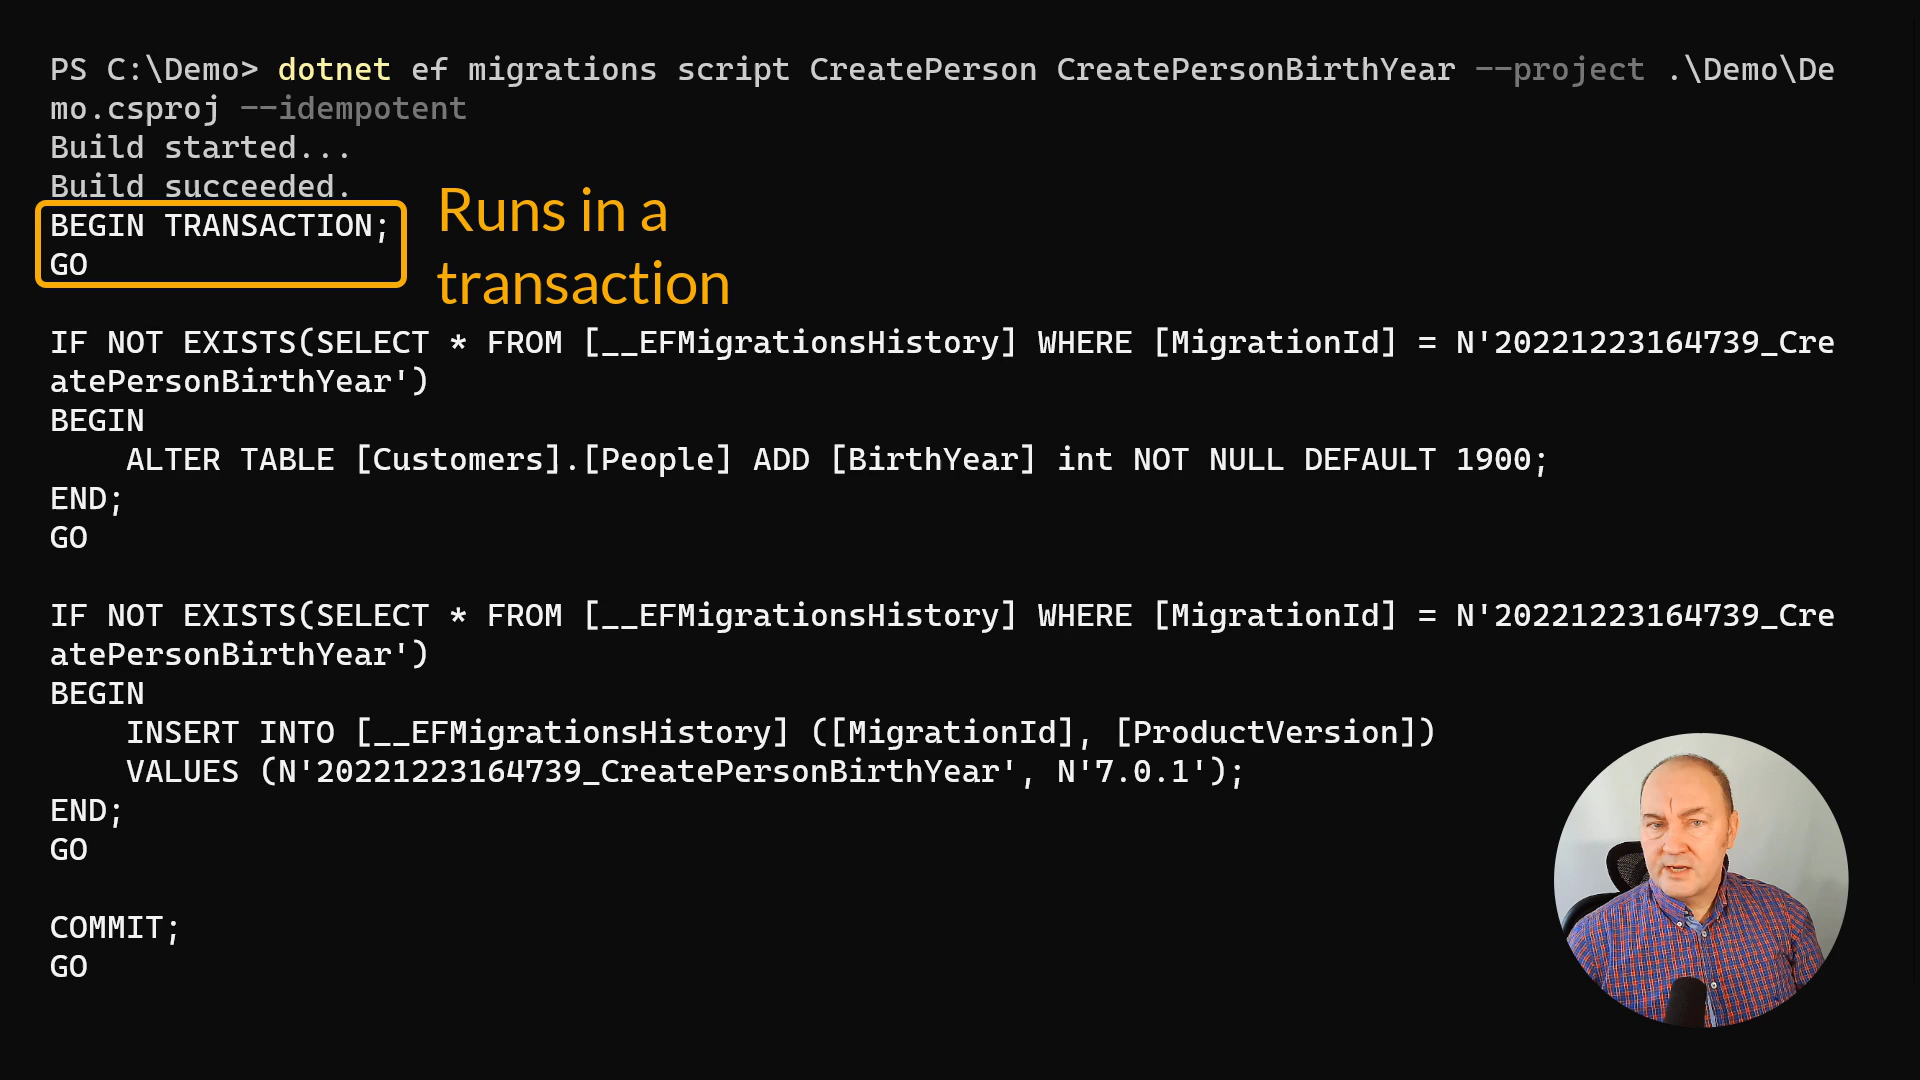 PS C:\Demo> dotnet ef migrations script CreatePerson CreatePersonBirthYear --project .\Demo\De
mo.csproj --idempotent
Build started...
Build succeeded.
BEGIN TRANSACTION;
GO
Runs in a
transaction
IF NOT EXISTS(SELECT * FROM [__EFMigrationsHistory] WHERE [MigrationId] = N'20221223164739_Cre
atePersonBirthYear')
BEGIN
    ALTER TABLE [Customers].[People] ADD [BirthYear] int NOT NULL DEFAULT 1900;
END;
GO
IF NOT EXISTS(SELECT * FROM [__EFMigrationsHistory] WHERE [MigrationId] = N'20221223164739_Cre
atePersonBirthYear')
BEGIN
    INSERT INTO [__EFMigrationsHistory] ([MigrationId], [ProductVersion])
    VALUES (N'20221223164739_CreatePersonBirthYear', N'7.0.1');
END;
GO
COMMIT;
GO